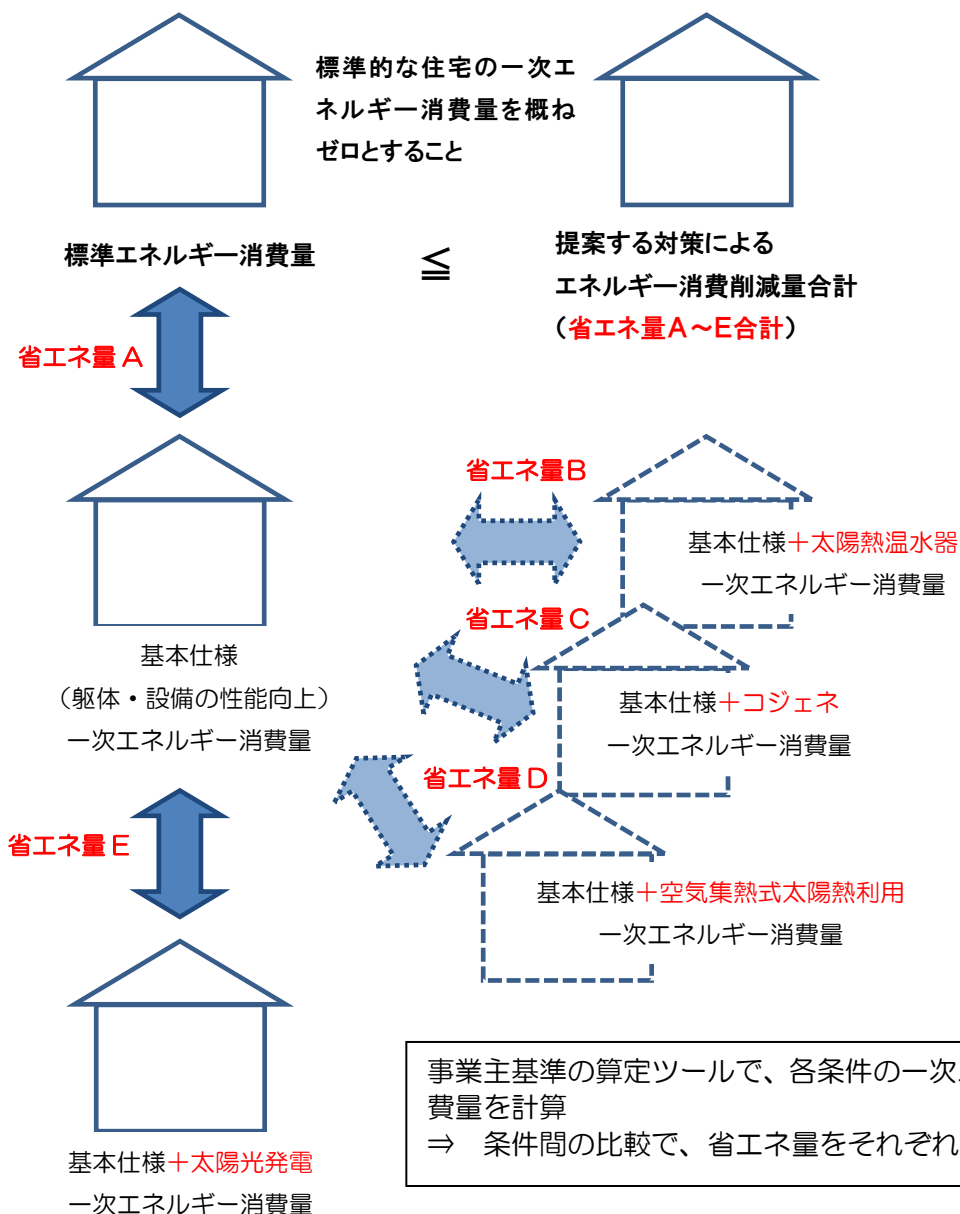 標準的な住宅の一次エ
ネルギー消費量を概ね
ゼロとすること
標準エネルギー消費量
≦
提案する対策による
エネルギー消費削減量合計
（省エネ量A～E合計）
省エネ量A
省エネ量B
基本仕様＋太陽熱温水器
一次エネルギー消費量
省エネ量C
基本仕様
（躯体・設備の性能向上）
一次エネルギー消費量
基本仕様＋コジェネ
一次エネルギー消費量
省エネ量D
省エネ量E
基本仕様＋空気集熱式太陽熱利用
一次エネルギー消費量
事業主基準の算定ツールで、各条件の一次
費量を計算
⇒　条件間の比較で、省エネ量をそれぞれ
基本仕様＋太陽光発電
一次エネルギー消費量